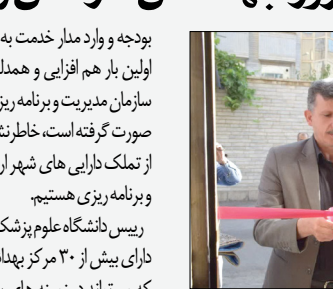 بودجه و وارد مدار خدمت به
اولین بار هم افزایی و همدل
سازمان مدیریت و برنامه ریز
صورت گرفته است، خاطرنش
از تملک دارایی های شهر ار
و برنامه ریزی هستیم.
رییس دانشگاه علوم پزشک
دارای بیش از ۳۰ مرکز بهدا